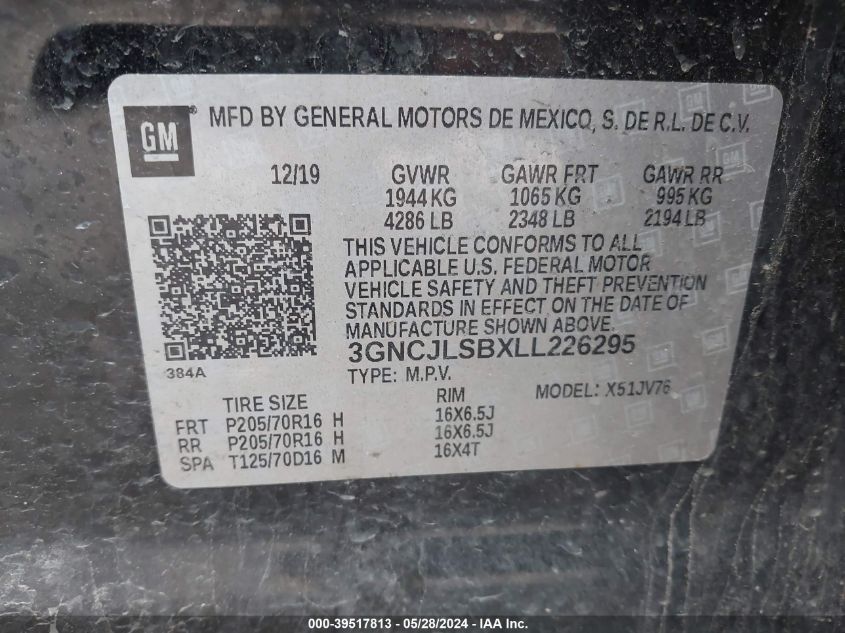 GM
MFD BY GENERAL MOTORS DE MEXICO, S. DE R.L. DE C.V.
12/19 GVWR GAWR FRT GAWR RR
1944 KG 1065 KG 995 KG
4286 LB 2348 LB 2194 LB
THIS VEHICLE CONFORMS TO ALL
APPLICABLE U.S. FEDERAL MOTOR
VEHICLE SAFETY AND THEFT PREVENTION
STANDARDS IN EFFECT ON THE DATE OF
MANUFACTURE SHOWN ABOVE.
384A
3GNCJLSBXLL226295
TYPE: M.P.V. MODEL: X51JV76
TIRE SIZE RIM
FRT P205/70R16 H 16X6.5J
RR P205/70R16 H 16X6.5J
SPA T125/70D16 M 16X4T
000-39517813 - 05/28/2024 - IAA Inc.